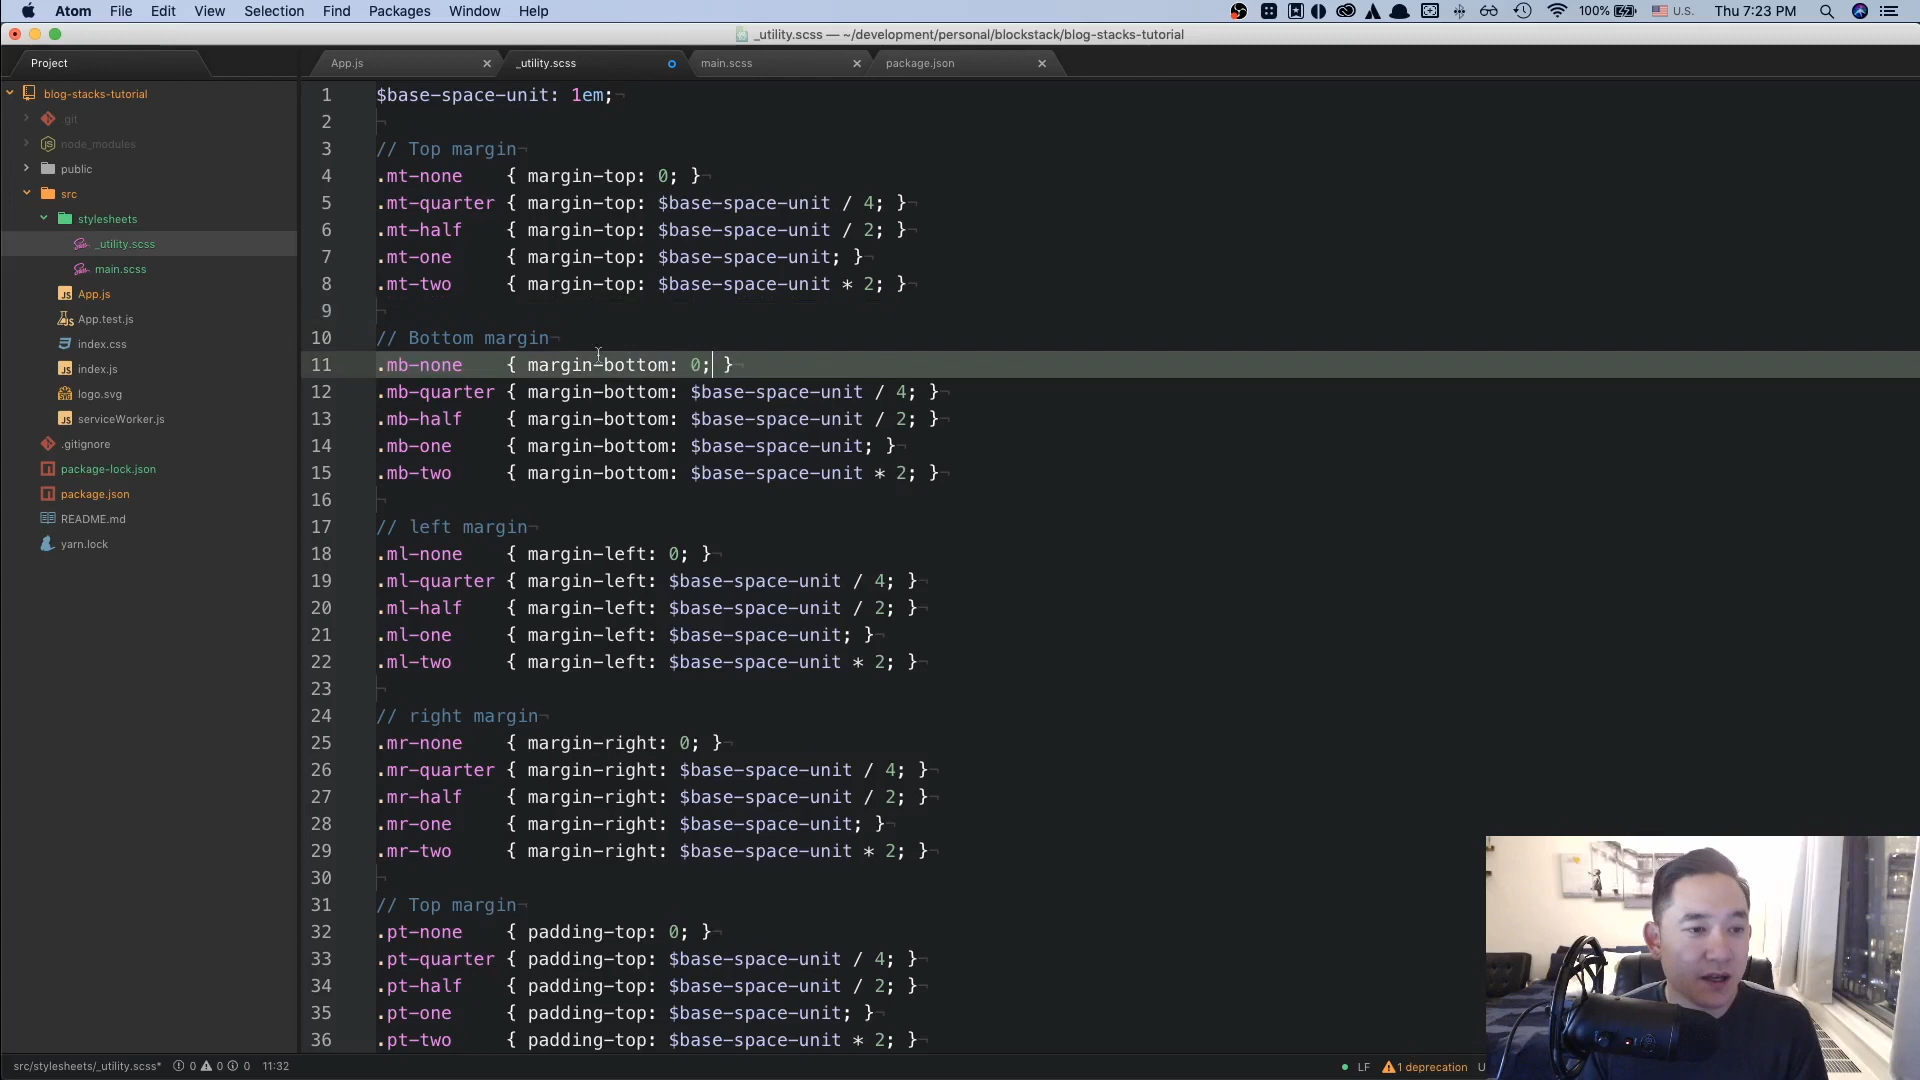 Atom File Edit View Selection Find Packages Window Help 100% U.S. Thu 7:23 PM
_utility.scss — ~/development/personal/blockstack/blog-stacks-tutorial
Project App.js _utility.scss main.scss package.json
blog-stacks-tutorial
.git
node_modules
public
src
stylesheets
_utility.scss
main.scss
App.js
App.test.js
index.css
index.js
logo.svg
serviceWorker.js
.gitignore
package-lock.json
package.json
README.md
yarn.lock
1 $base-space-unit: 1em;
2
3 // Top margin
4 .mt-none { margin-top: 0; }
5 .mt-quarter { margin-top: $base-space-unit / 4; }
6 .mt-half { margin-top: $base-space-unit / 2; }
7 .mt-one { margin-top: $base-space-unit; }
8 .mt-two { margin-top: $base-space-unit * 2; }
9
10 // Bottom margin
11 .mb-none { margin-bottom: 0; }
12 .mb-quarter { margin-bottom: $base-space-unit / 4; }
13 .mb-half { margin-bottom: $base-space-unit / 2; }
14 .mb-one { margin-bottom: $base-space-unit; }
15 .mb-two { margin-bottom: $base-space-unit * 2; }
16
17 // left margin
18 .ml-none { margin-left: 0; }
19 .ml-quarter { margin-left: $base-space-unit / 4; }
20 .ml-half { margin-left: $base-space-unit / 2; }
21 .ml-one { margin-left: $base-space-unit; }
22 .ml-two { margin-left: $base-space-unit * 2; }
23
24 // right margin
25 .mr-none { margin-right: 0; }
26 .mr-quarter { margin-right: $base-space-unit / 4; }
27 .mr-half { margin-right: $base-space-unit / 2; }
28 .mr-one { margin-right: $base-space-unit; }
29 .mr-two { margin-right: $base-space-unit * 2; }
30
31 // Top margin
32 .pt-none { padding-top: 0; }
33 .pt-quarter { padding-top: $base-space-unit / 4; }
34 .pt-half { padding-top: $base-space-unit / 2; }
35 .pt-one { padding-top: $base-space-unit; }
36 .pt-two { padding-top: $base-space-unit * 2; }
src/stylesheets/_utility.scss* 0 0 0 11:32 LF 1 deprecation